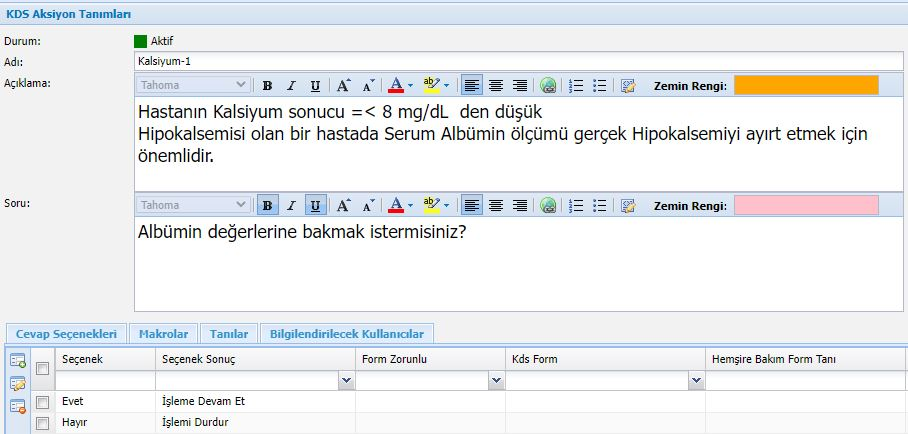 KDS Aksiyon Tanımları
Durum: Aktif
Adı: Kalsiyum-1
Açıklama: Tahoma B I U A A A ab Zemin Rengi:
Hastanın Kalsiyum sonucu =< 8 mg/dL den düşük
Hipokalsemisi olan bir hastada Serum Albümin ölçümü gerçek Hipokalsemiyi ayırt etmek için
önemlidir.
Soru: Tahoma B I U A A A ab Zemin Rengi:
Albümin değerlerine bakmak istermisiniz?
Cevap Seçenekleri Makrolar Tanılar Bilgilendirilecek Kullanıcılar
Seçenek Seçenek Sonuç Form Zorunlu Kds Form Hemşire Bakım Form Tanı
Evet İşleme Devam Et
Hayır İşlemi Durdur